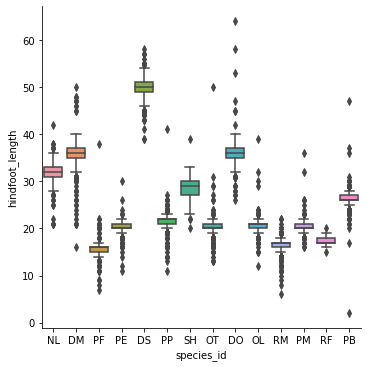 60
50
40
30
20
10
0
hindfoot_length
NL DM PF PE DS PP SH OT DO OL RM PM RF PB
species_id